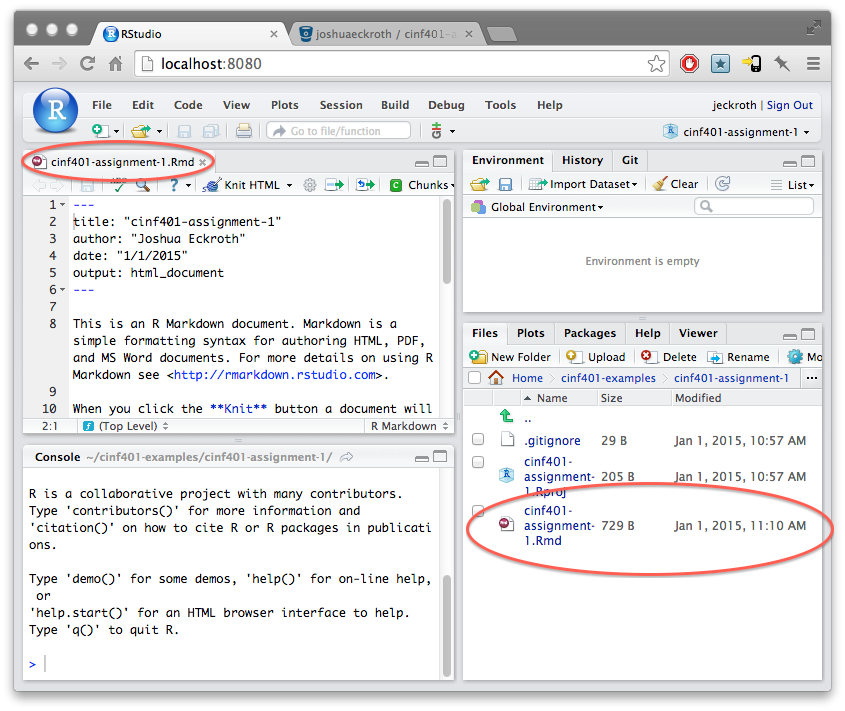 RStudio
joshuaeckroth / cinf401-a
localhost:8080
R
File Edit Code View Plots Session Build Debug Tools Help
jeckroth | Sign Out
Go to file/function
cinf401-assignment-1
cinf401-assignment-1.Rmd
ABC
Knit HTML
C Chunks
1 ---
2 title: "cinf401-assignment-1"
3 author: "Joshua Eckroth"
4 date: "1/1/2015"
5 output: html_document
6 ---
7
8 This is an R Markdown document. Markdown is a
simple formatting syntax for authoring HTML, PDF,
and MS Word documents. For more details on using R
Markdown see <http://rmarkdown.rstudio.com>.
9
10 When you click the **Knit** button a document will
2:1 (Top Level) R Markdown
Console ~/cinf401-examples/cinf401-assignment-1/
R is a collaborative project with many contributors.
Type 'contributors()' for more information and
'citation()' on how to cite R or R packages in publicati
ons.
Type 'demo()' for some demos, 'help()' for on-line help,
or
'help.start()' for an HTML browser interface to help.
Type 'q()' to quit R.
>
Environment History Git
Import Dataset Clear List
Global Environment
Environment is empty
Files Plots Packages Help Viewer
New Folder Upload Delete Rename Mo
Home cinf401-examples cinf401-assignment-1 ...
Name Size Modified
..
.gitignore 29 B Jan 1, 2015, 10:57 AM
cinf401-
assignment- 205 B Jan 1, 2015, 10:57 AM
1.Rproj
cinf401-
assignment- 729 B Jan 1, 2015, 11:10 AM
1.Rmd